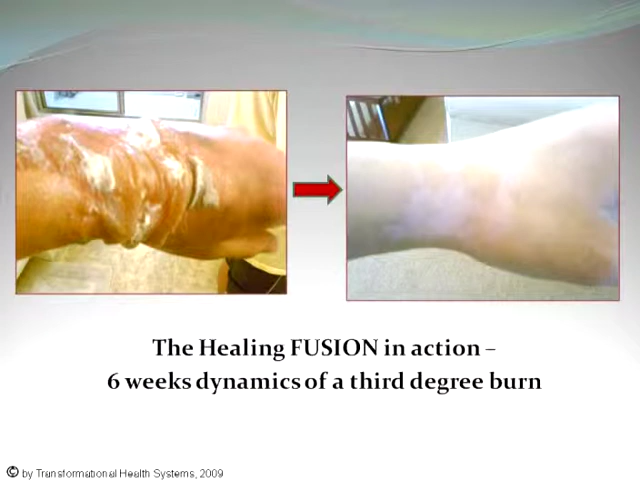 The Healing FUSION in action –
6 weeks dynamics of a third degree burn
© by Transformational Health Systems, 2009